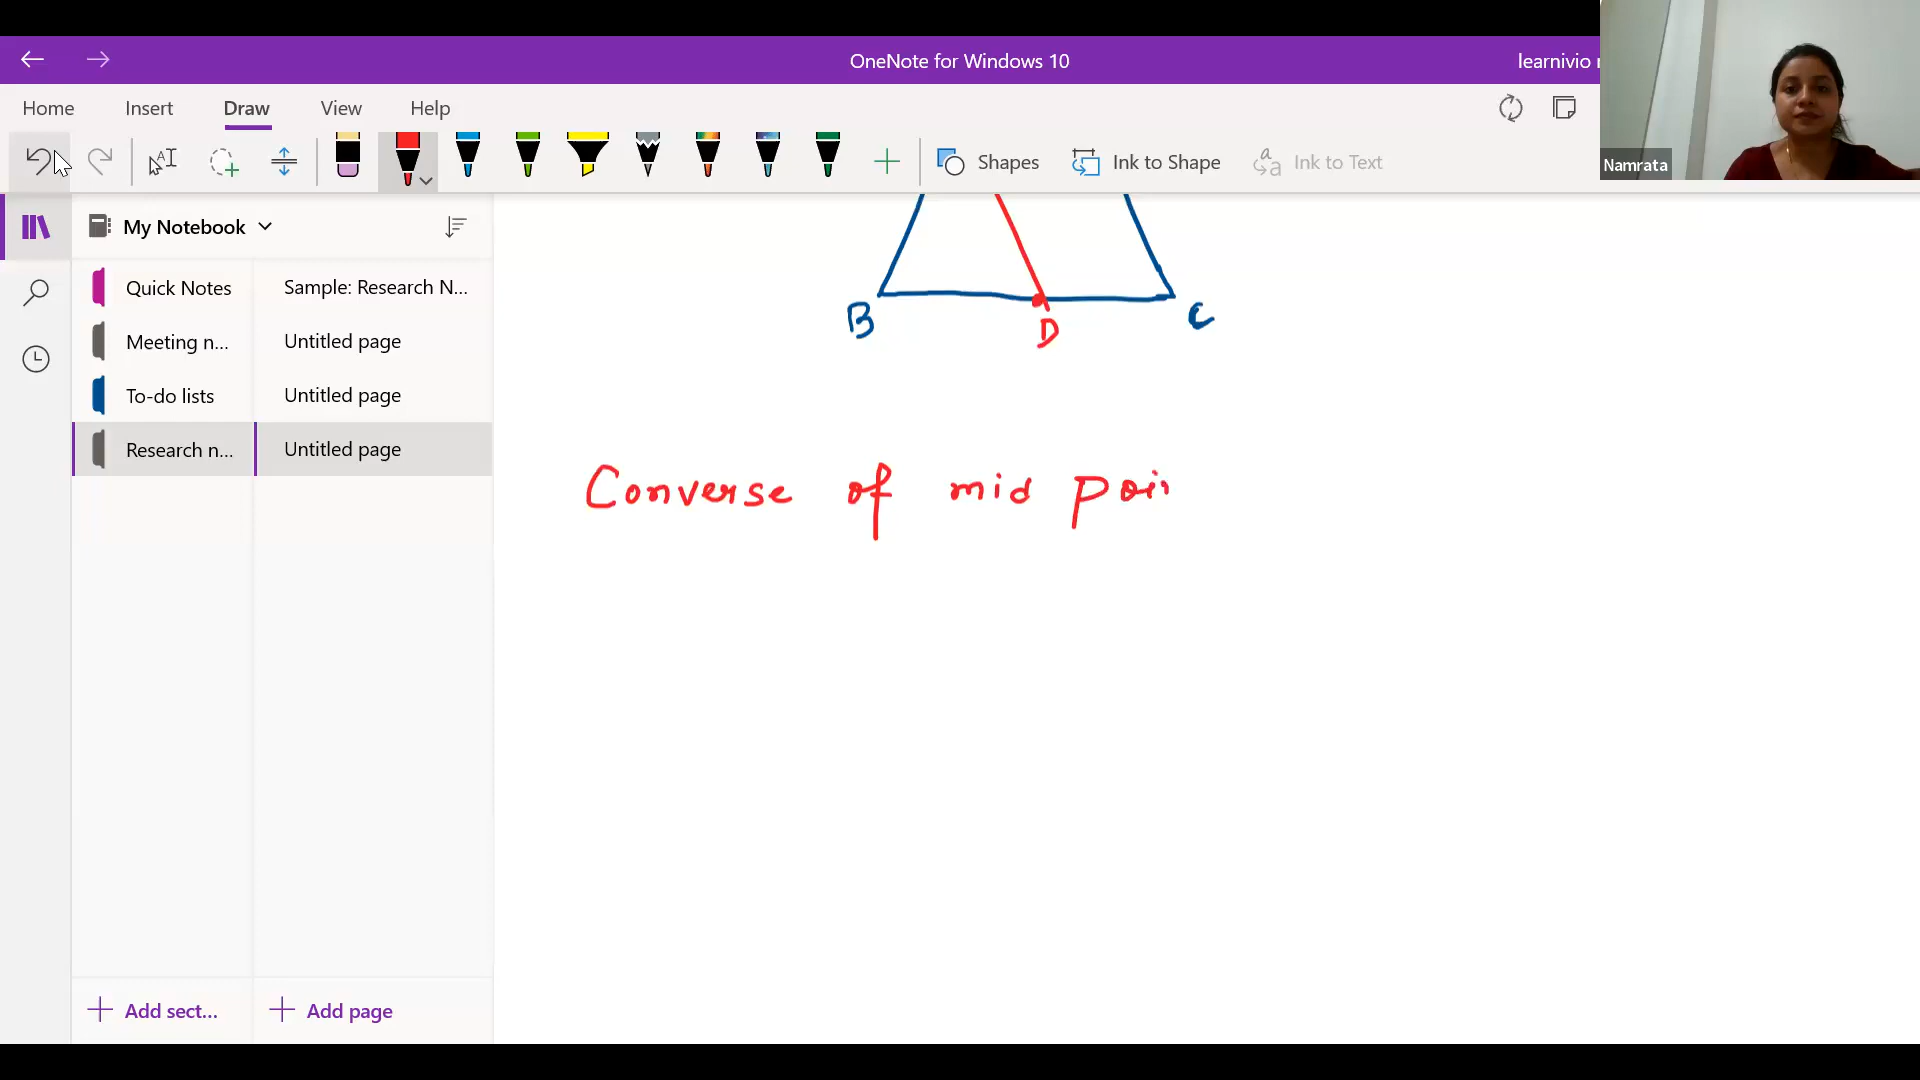 OneNote for Windows 10
learnivio
Home Insert Draw View Help
Shapes Ink to Shape Ink to Text
Namrata
My Notebook
Quick Notes
Meeting n...
To-do lists
Research n...
Sample: Research N...
Untitled page
Untitled page
Untitled page
B
D
C
Converse of mid poin
Add sect...
Add page